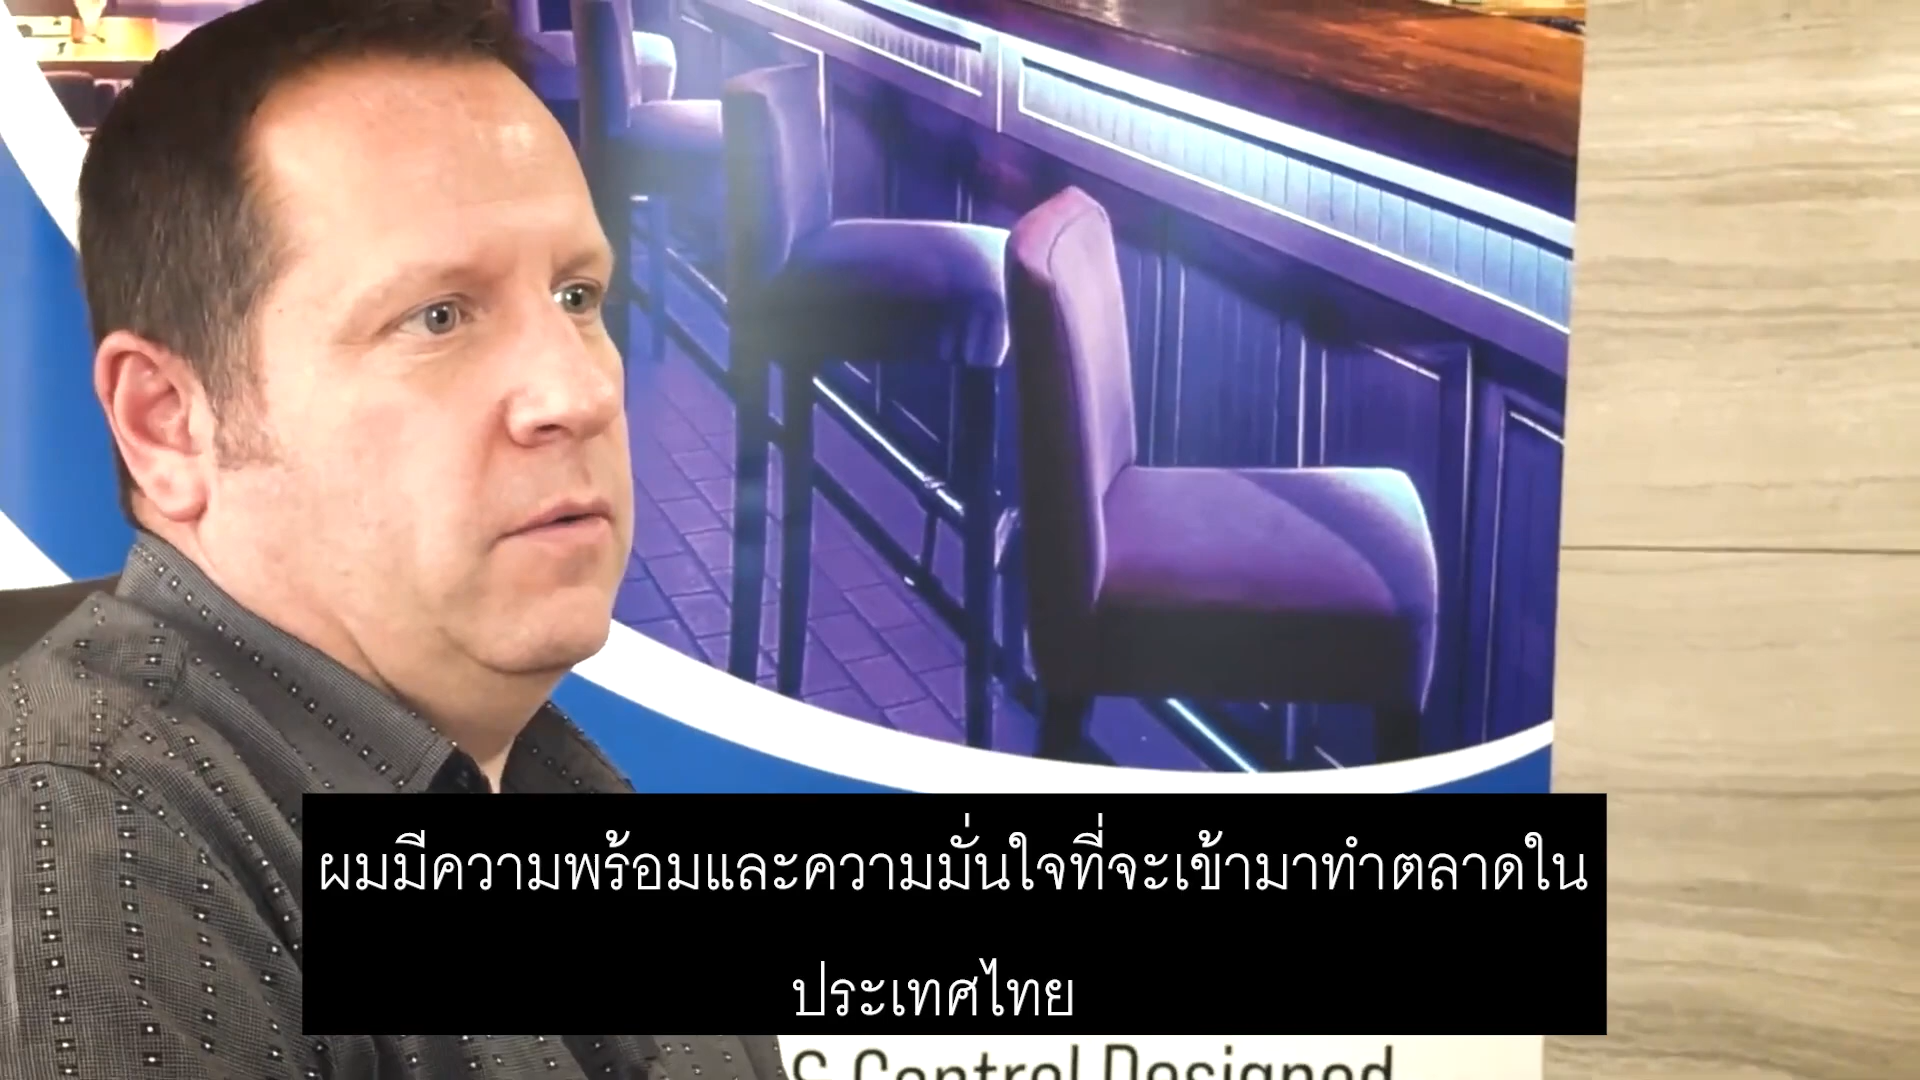 ผมมีความพร้อมและความมั่นใจที่จะเข้ามาทำตลาดใน
ประเทศไทย
Control Designed